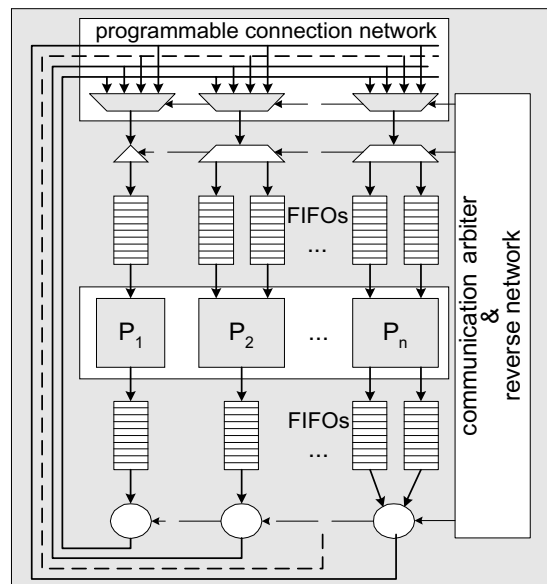 programmable connection network
FIFOs
...
P1
P2
...
Pn
FIFOs
...
communication arbiter
&
reverse network